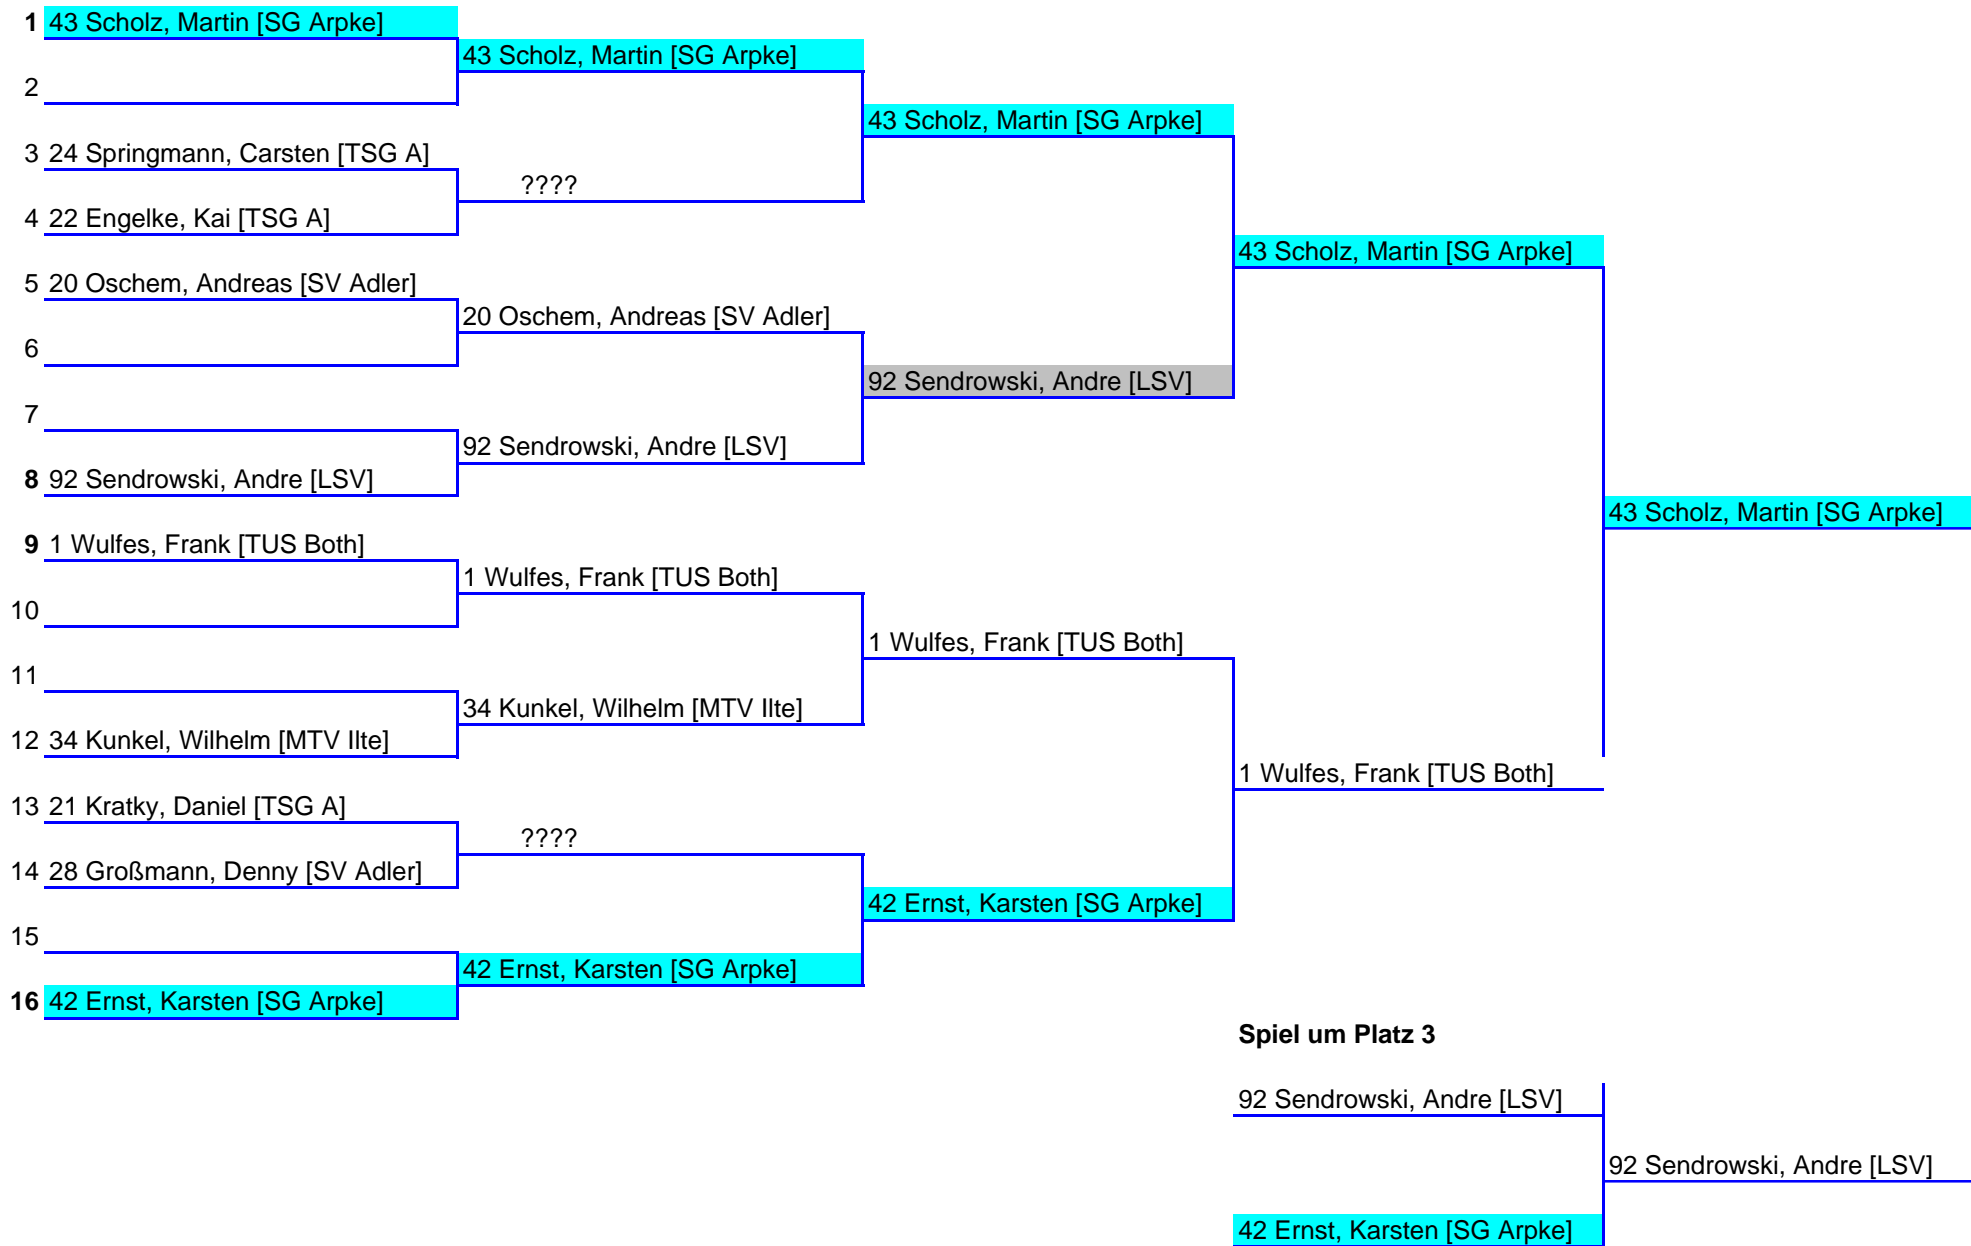 1 43 Scholz, Martin [SG Arpke]
43 Scholz, Martin [SG Arpke]
2
43 Scholz, Martin [SG Arpke]
3 24 Springmann, Carsten [TSG A]
????
4 22 Engelke, Kai [TSG A]
43 Scholz, Martin [SG Arpke]
5 20 Oschem, Andreas [SV Adler]
20 Oschem, Andreas [SV Adler]
6
92 Sendrowski, Andre [LSV]
7
92 Sendrowski, Andre [LSV]
8 92 Sendrowski, Andre [LSV]
43 Scholz, Martin [SG Arpke]
9 1 Wulfes, Frank [TUS Both]
1 Wulfes, Frank [TUS Both]
10
1 Wulfes, Frank [TUS Both]
11
34 Kunkel, Wilhelm [MTV Ilte]
12 34 Kunkel, Wilhelm [MTV Ilte]
1 Wulfes, Frank [TUS Both]
13 21 Kratky, Daniel [TSG A]
????
14 28 Großmann, Denny [SV Adler]
42 Ernst, Karsten [SG Arpke]
15
42 Ernst, Karsten [SG Arpke]
16 42 Ernst, Karsten [SG Arpke]
Spiel um Platz 3
92 Sendrowski, Andre [LSV]
92 Sendrowski, Andre [LSV]
42 Ernst, Karsten [SG Arpke]